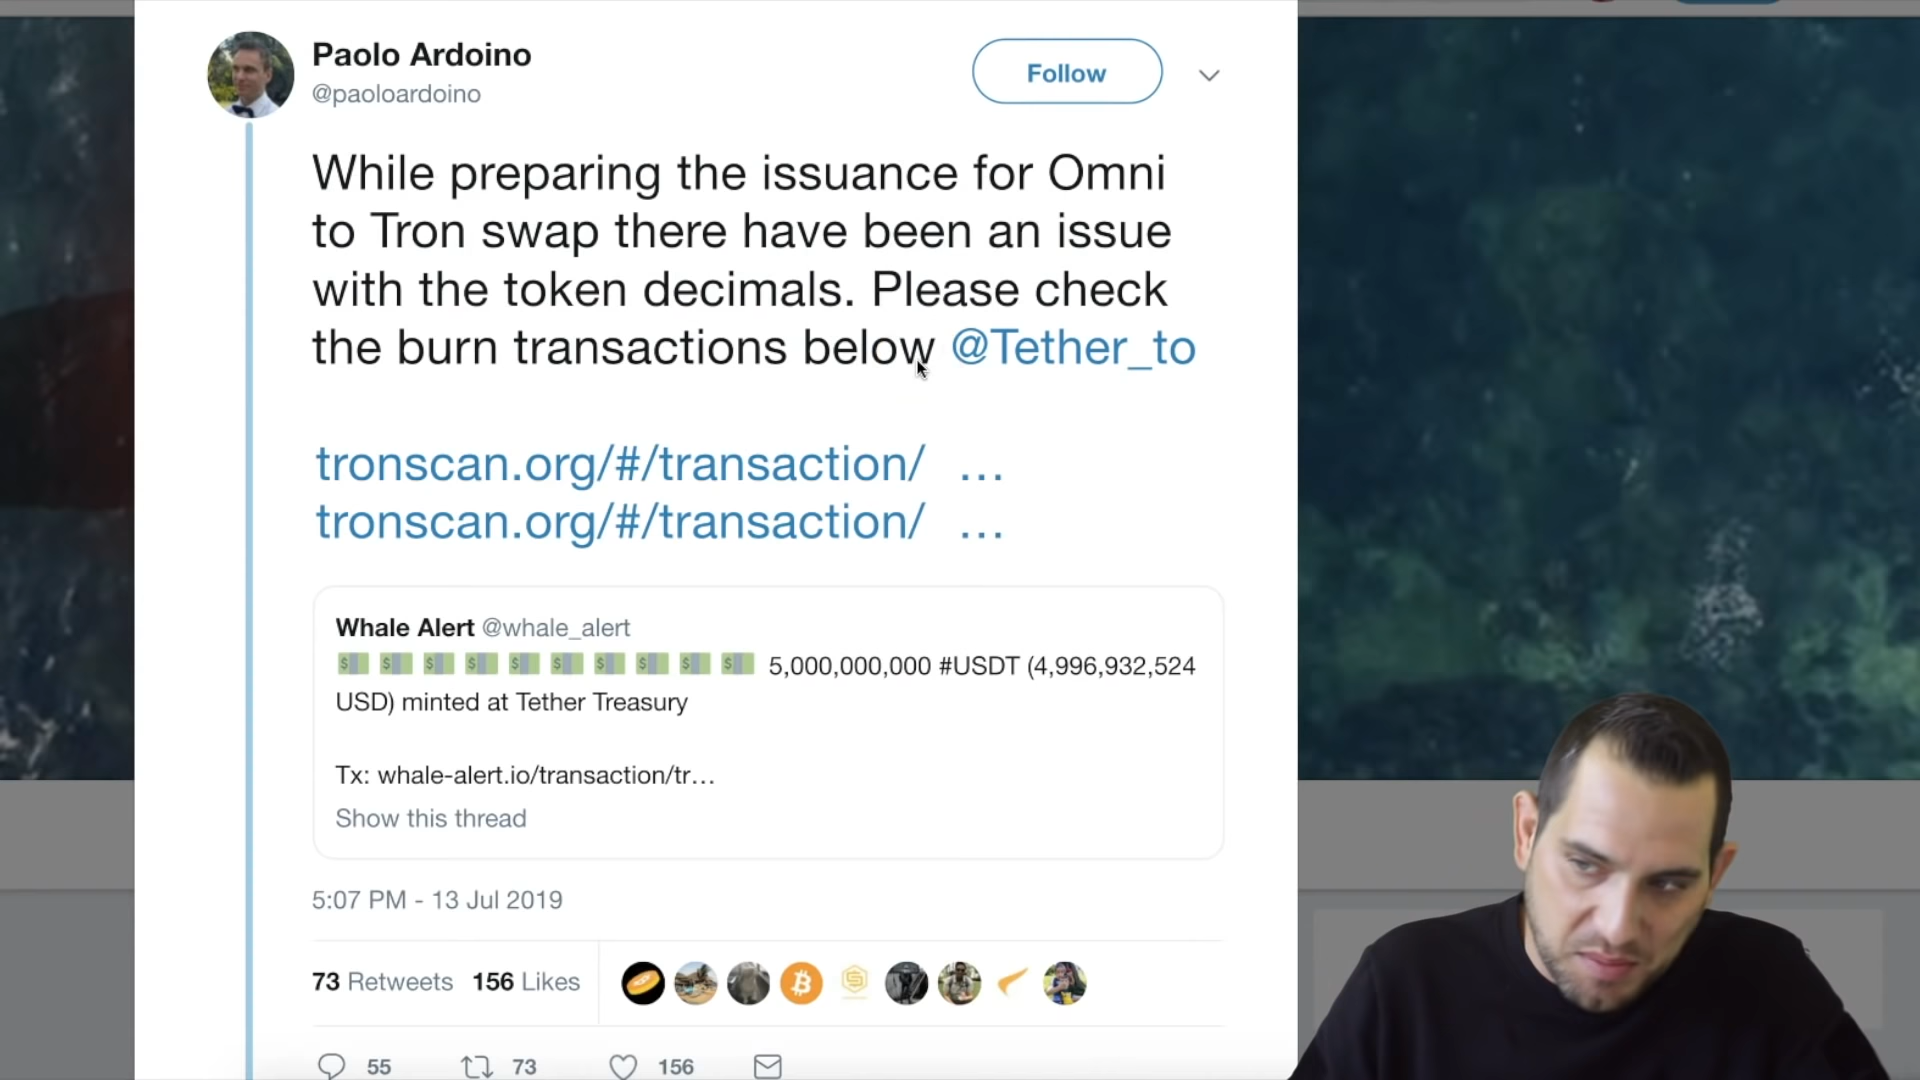 Paolo Ardoino
@paoloardoino
Follow
While preparing the issuance for Omni
to Tron swap there have been an issue
with the token decimals. Please check
the burn transactions below @Tether_to
tronscan.org/#/transaction/ …
tronscan.org/#/transaction/ …
Whale Alert @whale_alert
5,000,000,000 #USDT (4,996,932,524
USD) minted at Tether Treasury
Tx: whale-alert.io/transaction/tr…
Show this thread
5:07 PM - 13 Jul 2019
73 Retweets 156 Likes
55 73 156